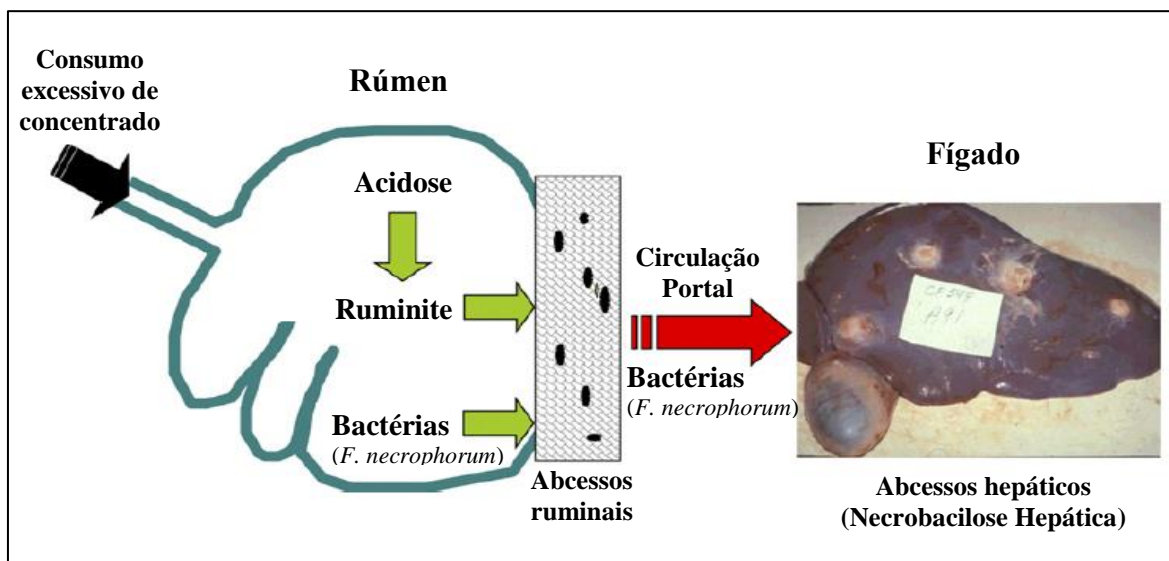 Consumo
excessivo de
concentrado
Rúmen
Acidose
Ruminite
Bactérias
(F. necrophorum)
Abcessos
ruminais
Circulação
Portal
Bactérias
(F. necrophorum)
Fígado
Abcessos hepáticos
(Necrobacilose Hepática)